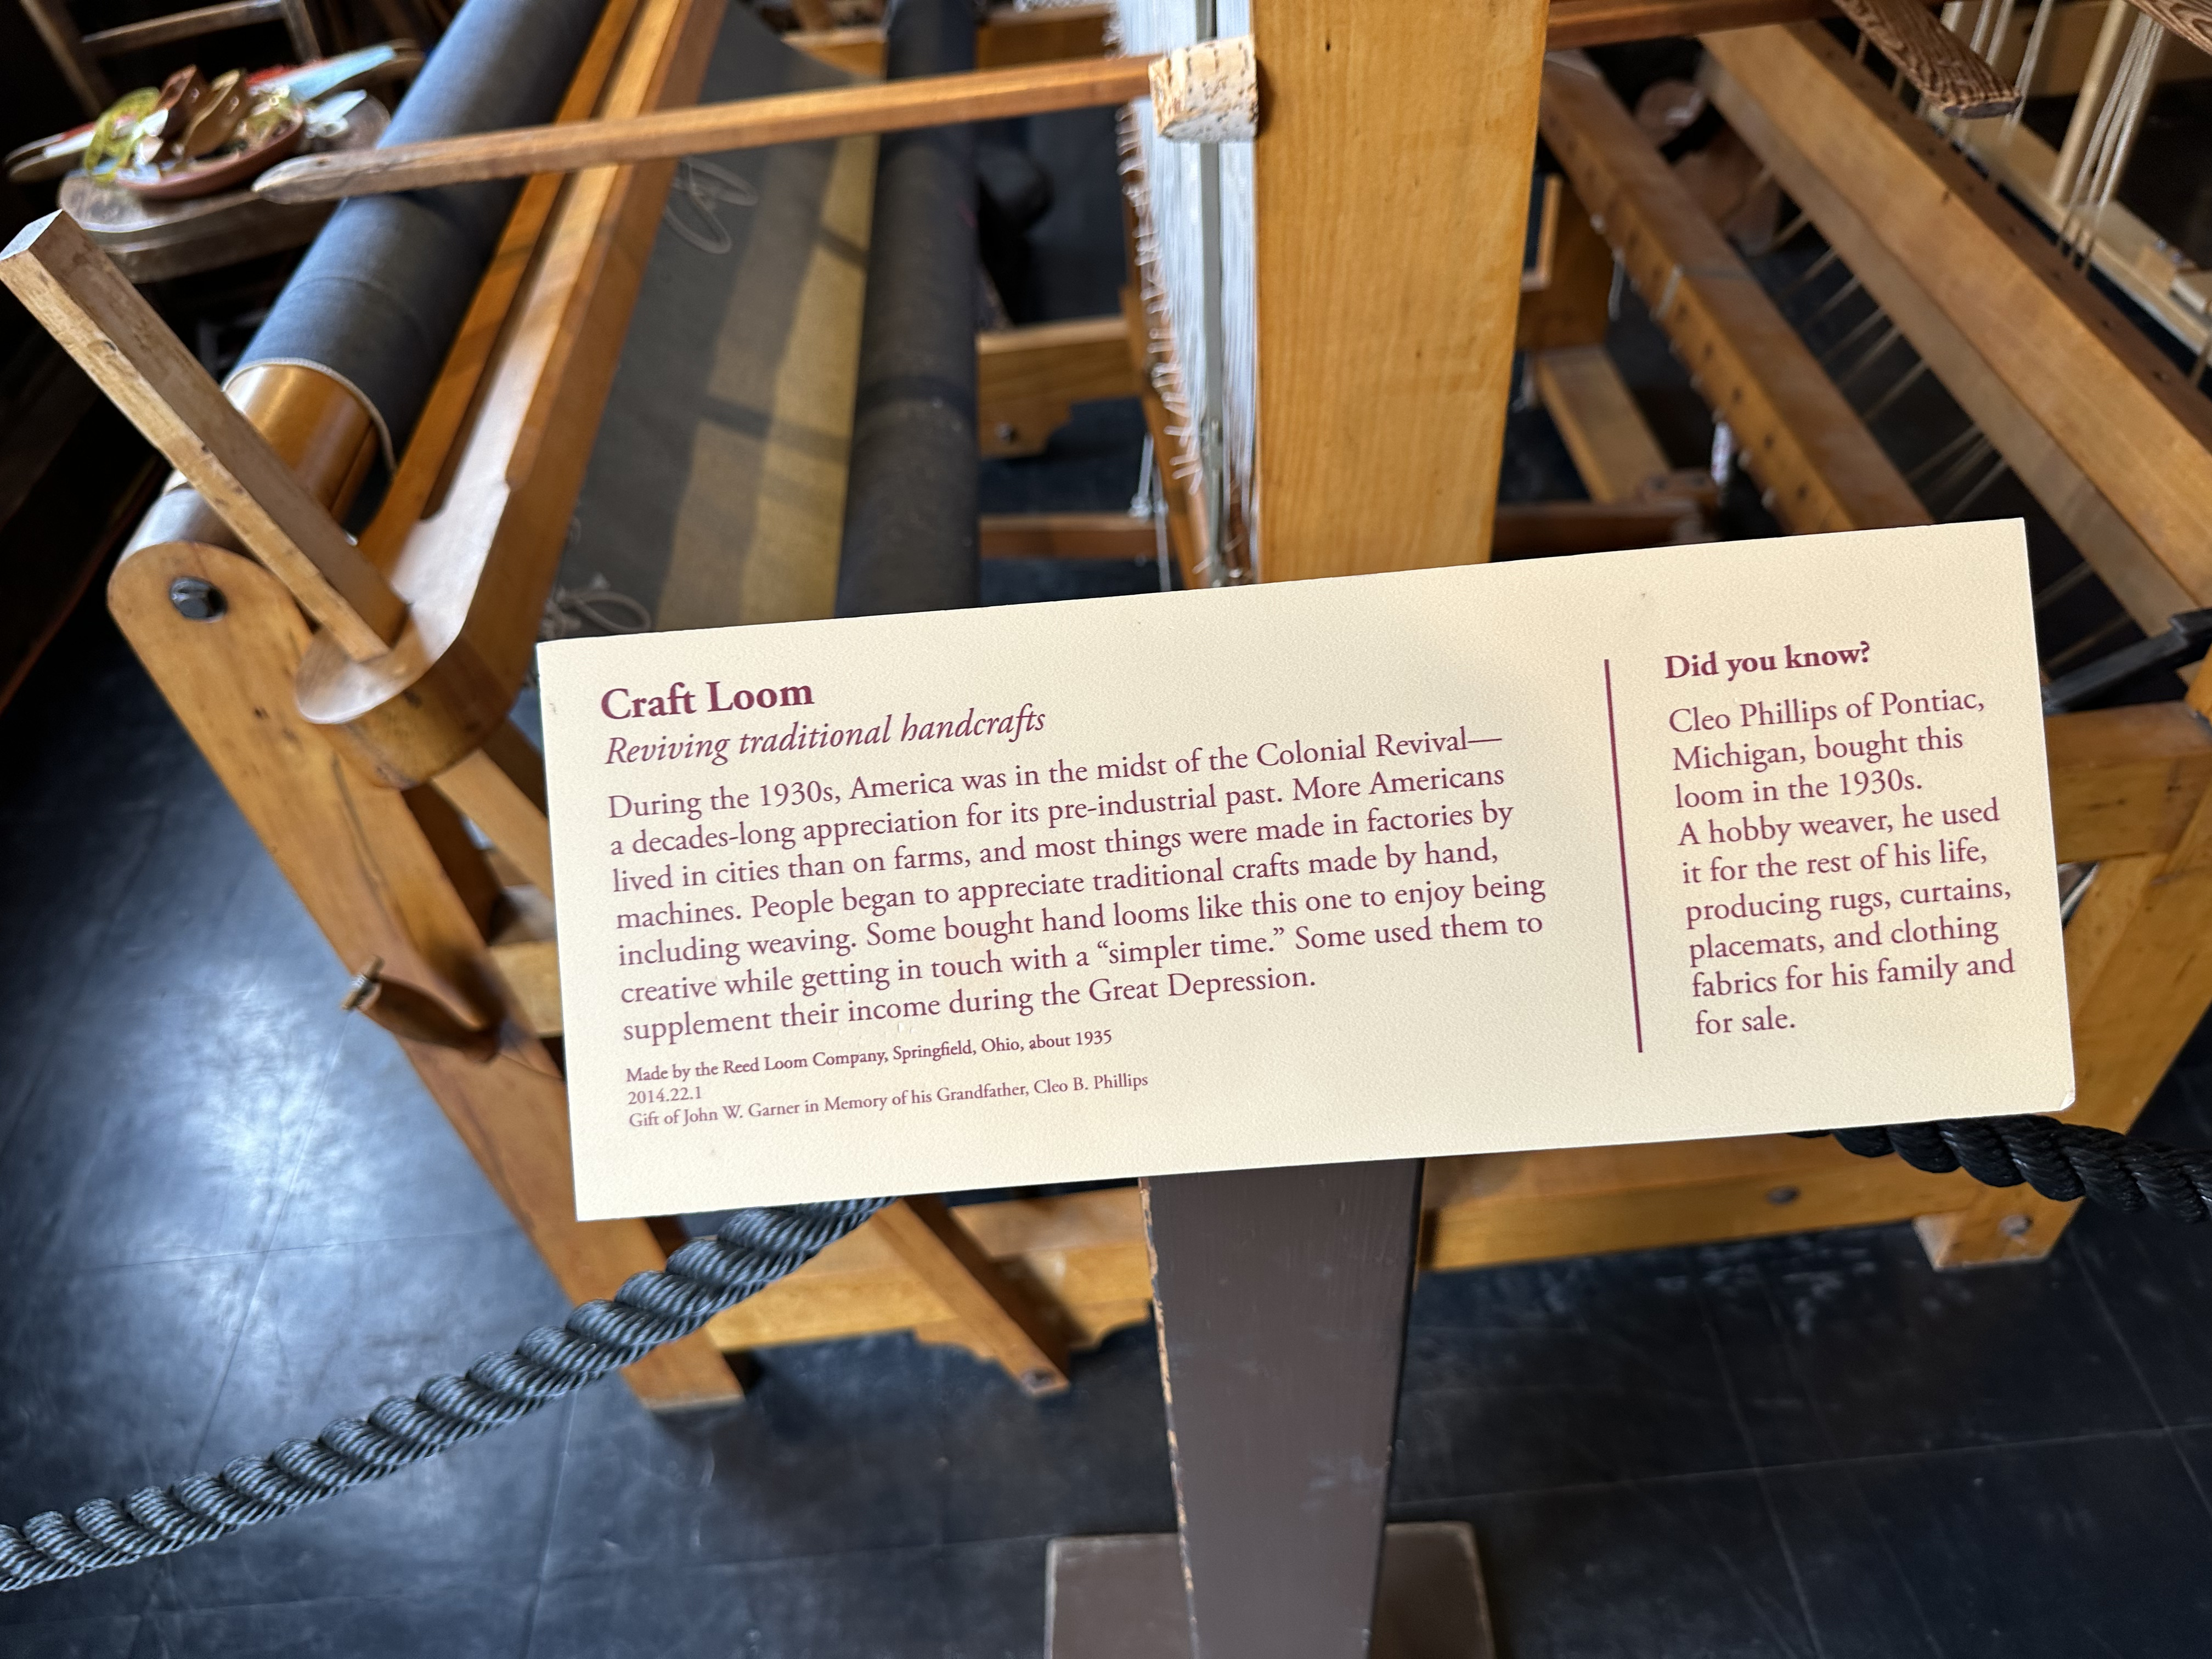 Craft Loom
Reviving traditional handcrafts
During the 1930s, America was in the midst of the Colonial Revival—
a decades-long appreciation for its pre-industrial past. More Americans
lived in cities than on farms, and most things were made in factories by
machines. People began to appreciate traditional crafts made by hand,
including weaving. Some bought hand looms like this one to enjoy being
creative while getting in touch with a “simpler time.” Some used them to
supplement their income during the Great Depression.
Made by the Reed Loom Company, Springfield, Ohio, about 1935
2014.22.1
Gift of John W. Garner in Memory of his Grandfather, Cleo B. Phillips
Did you know?
Cleo Phillips of Pontiac,
Michigan, bought this
loom in the 1930s.
A hobby weaver, he used
it for the rest of his life,
producing rugs, curtains,
placemats, and clothing
fabrics for his family and
for sale.